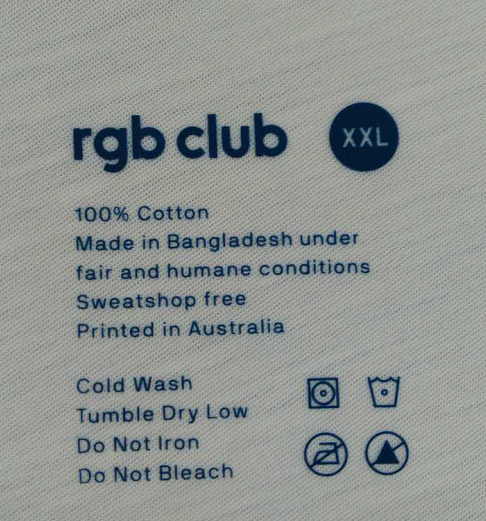 rgb club XXL
100% Cotton
Made in Bangladesh under
fair and humane conditions
Sweatshop free
Printed in Australia
Cold Wash
Tumble Dry Low
Do Not Iron
Do Not Bleach